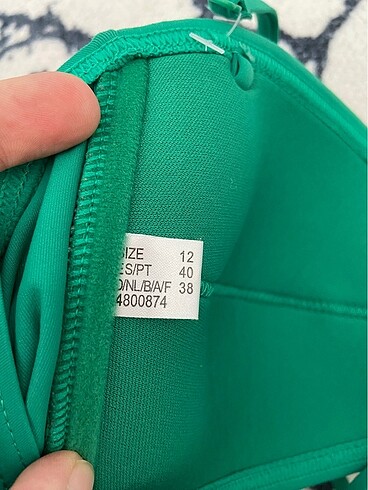 SIZE 12
ES/PT 40
D/NL/B/A/F 38
4800874